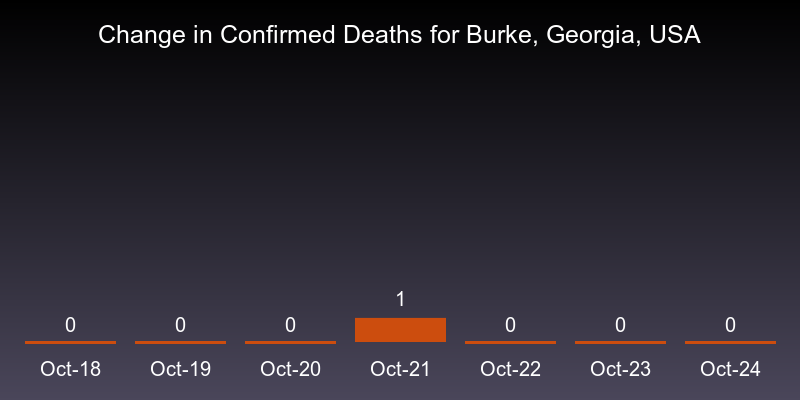 Change in Confirmed Deaths for Burke, Georgia, USA
1
0 0 0 0 0 0
Oct-18 Oct-19 Oct-20 Oct-21 Oct-22 Oct-23 Oct-24